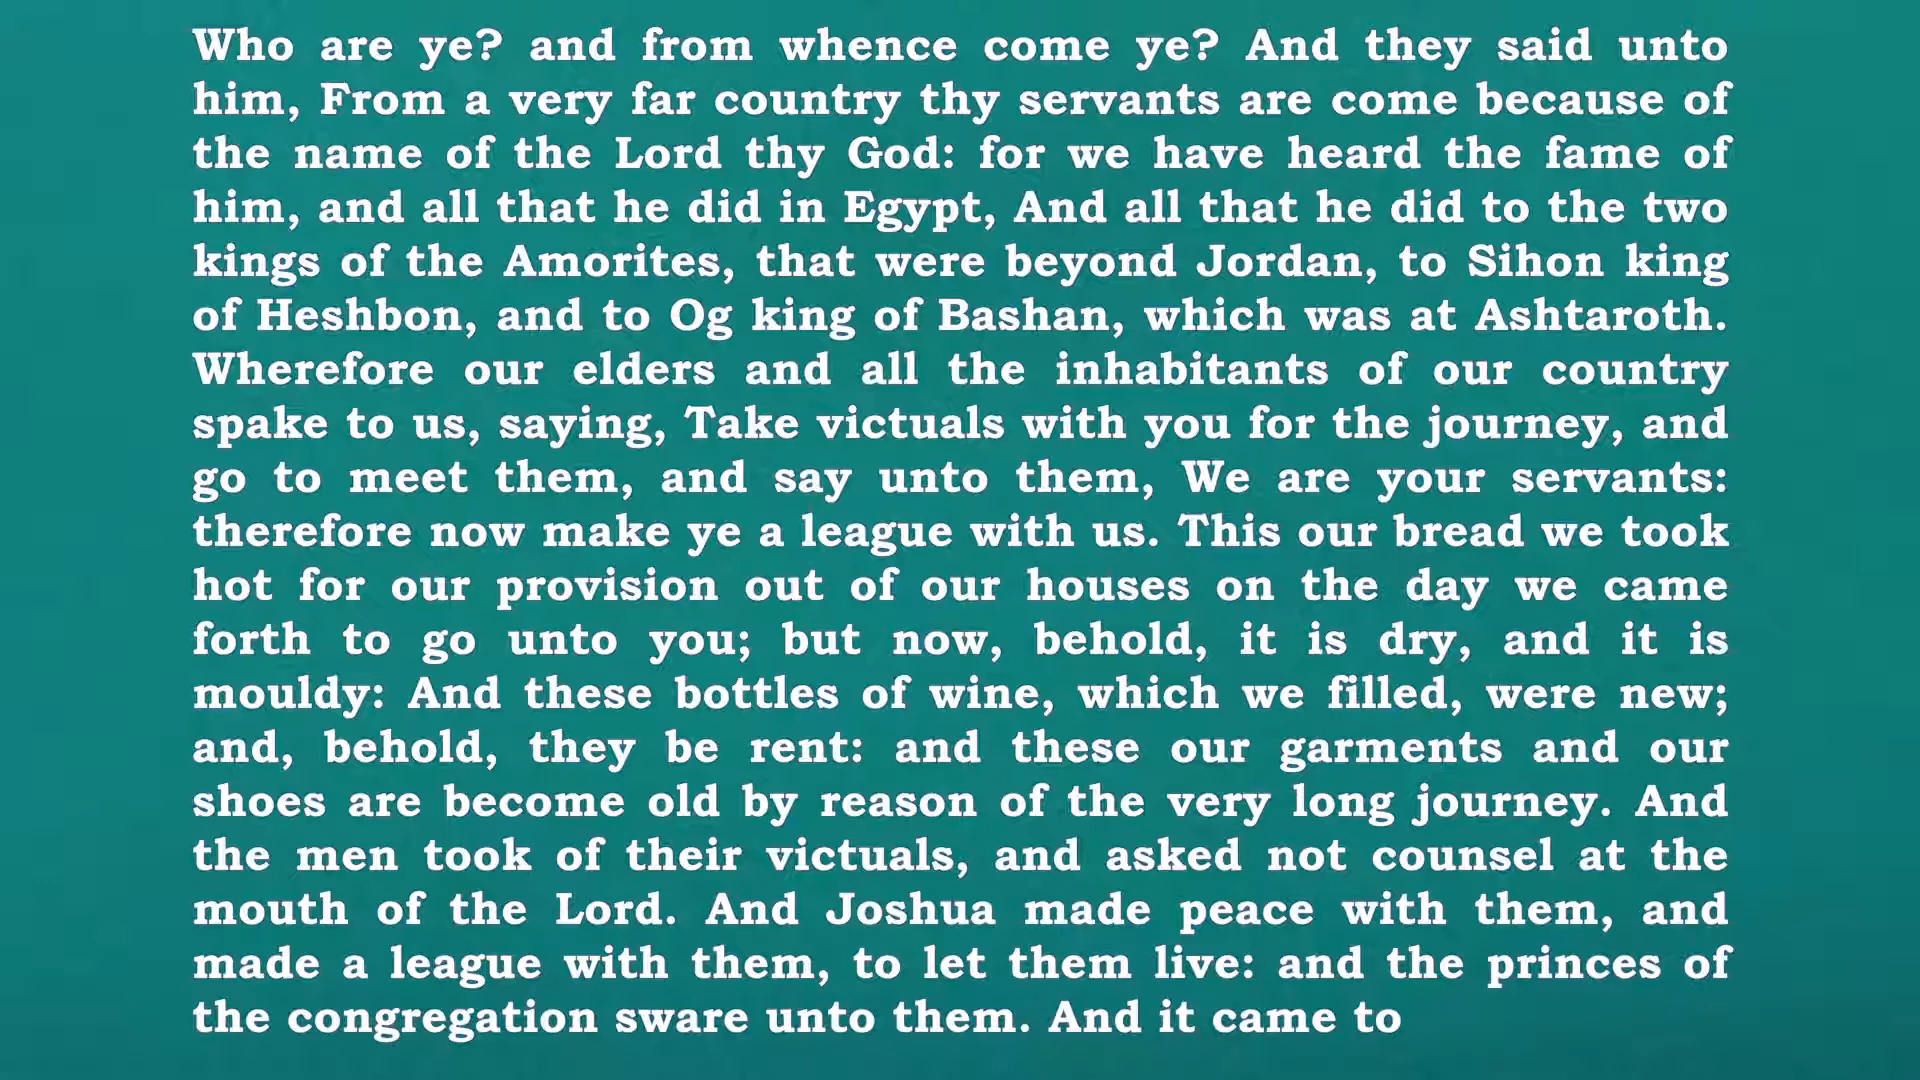 Who are ye? and from whence come ye? And they said unto
him, From a very far country thy servants are come because of
the name of the Lord thy God: for we have heard the fame of
him, and all that he did in Egypt, And all that he did to the two
kings of the Amorites, that were beyond Jordan, to Sihon king
of Heshbon, and to Og king of Bashan, which was at Ashtaroth.
Wherefore our elders and all the inhabitants of our country
spake to us, saying, Take victuals with you for the journey, and
go to meet them, and say unto them, We are your servants:
therefore now make ye a league with us. This our bread we took
hot for our provision out of our houses on the day we came
forth to go unto you; but now, behold, it is dry, and it is
mouldy: And these bottles of wine, which we filled, were new;
and, behold, they be rent: and these our garments and our
shoes are become old by reason of the very long journey. And
the men took of their victuals, and asked not counsel at the
mouth of the Lord. And Joshua made peace with them, and
made a league with them, to let them live: and the princes of
the congregation sware unto them. And it came to